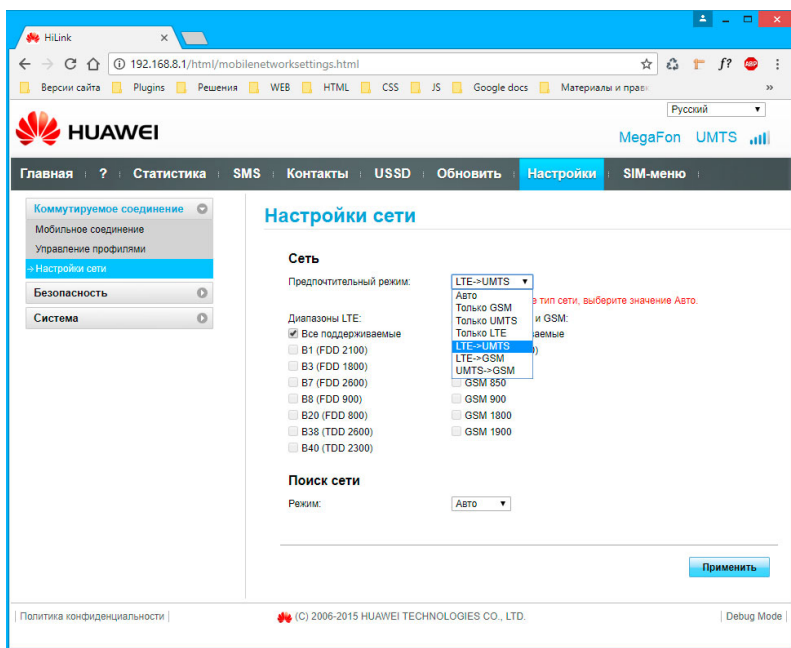 HiLink
192.168.8.1/html/mobilenetworksettings.html
f?
ABP
Версии сайта Plugins Решения WEB HTML CSS JS Google docs Материалы и прав
Русский
HUAWEI
MegaFon UMTS
Главная ? Статистика SMS Контакты USSD Обновить Настройки SIM-меню
Коммутируемое соединение
Мобильное соединение
Управление профилями
Настройки сети
Безопасность
Система
Настройки сети
Сеть
Предпочтительный режим: LTE->UMTS
Авто
Только GSM
Только UMTS
Только LTE
LTE->UMTS
LTE->GSM
UMTS->GSM
тип сети, выберите значение Авто.
Диапазоны LTE: и GSM:
Все поддерживаемые
B1 (FDD 2100)
B3 (FDD 1800)
B7 (FDD 2600) GSM 850
B8 (FDD 900) GSM 900
B20 (FDD 800) GSM 1800
B38 (TDD 2600) GSM 1900
B40 (TDD 2300)
Поиск сети
Режим: Авто
Применить
Политика конфиденциальности (C) 2006-2015 HUAWEI TECHNOLOGIES CO., LTD. Debug Mode